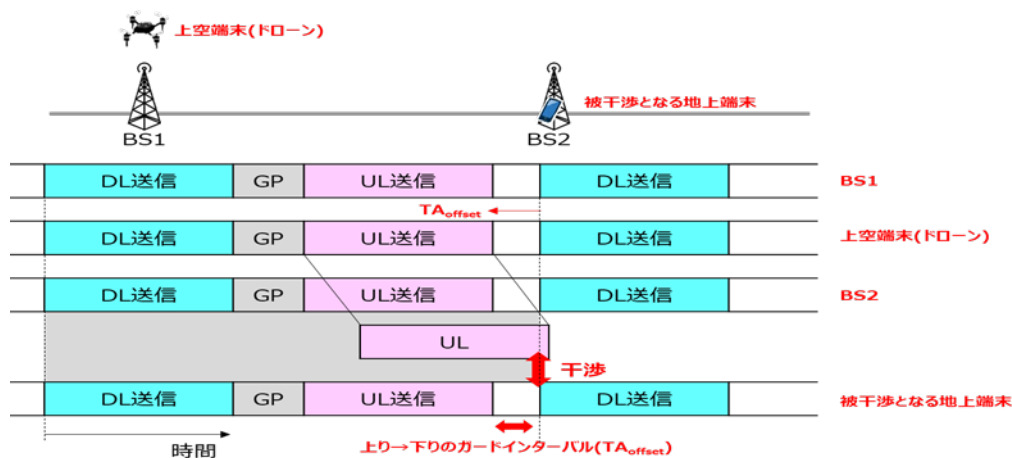 上空端末(ドローン)
被干渉となる地上端末
BS1
BS2
DL送信 GP UL送信 DL送信 BS1
TAoffset
DL送信 GP UL送信 DL送信 上空端末(ドローン)
DL送信 GP UL送信 DL送信 BS2
UL
干渉
DL送信 GP UL送信 DL送信 被干渉となる地上端末
時間
上り→下りのガードインターバル(TAoffset)